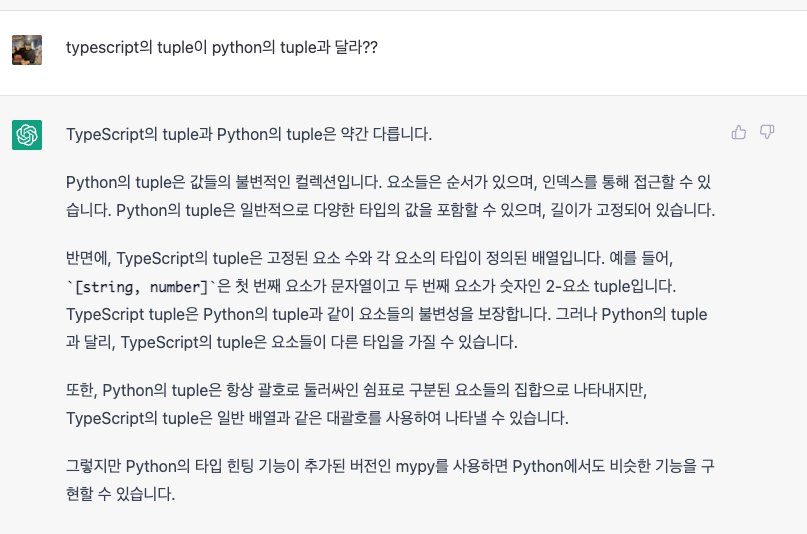 typescript의 tuple이 python의 tuple과 달라??
TypeScript의 tuple과 Python의 tuple은 약간 다릅니다.
Python의 tuple은 값들의 불변적인 컬렉션입니다. 요소들은 순서가 있으며, 인덱스를 통해 접근할 수 있
습니다. Python의 tuple은 일반적으로 다양한 타입의 값을 포함할 수 있으며, 길이가 고정되어 있습니다.
반면에, TypeScript의 tuple은 고정된 요소 수와 각 요소의 타입이 정의된 배열입니다. 예를 들어,
`[string, number]`은 첫 번째 요소가 문자열이고 두 번째 요소가 숫자인 2-요소 tuple입니다.
TypeScript tuple은 Python의 tuple과 같이 요소들의 불변성을 보장합니다. 그러나 Python의 tuple
과 달리, TypeScript의 tuple은 요소들이 다른 타입을 가질 수 있습니다.
또한, Python의 tuple은 항상 괄호로 둘러싸인 쉼표로 구분된 요소들의 집합으로 나타내지만,
TypeScript의 tuple은 일반 배열과 같은 대괄호를 사용하여 나타낼 수 있습니다.
그렇지만 Python의 타입 힌팅 기능이 추가된 버전인 mypy를 사용하면 Python에서도 비슷한 기능을 구
현할 수 있습니다.